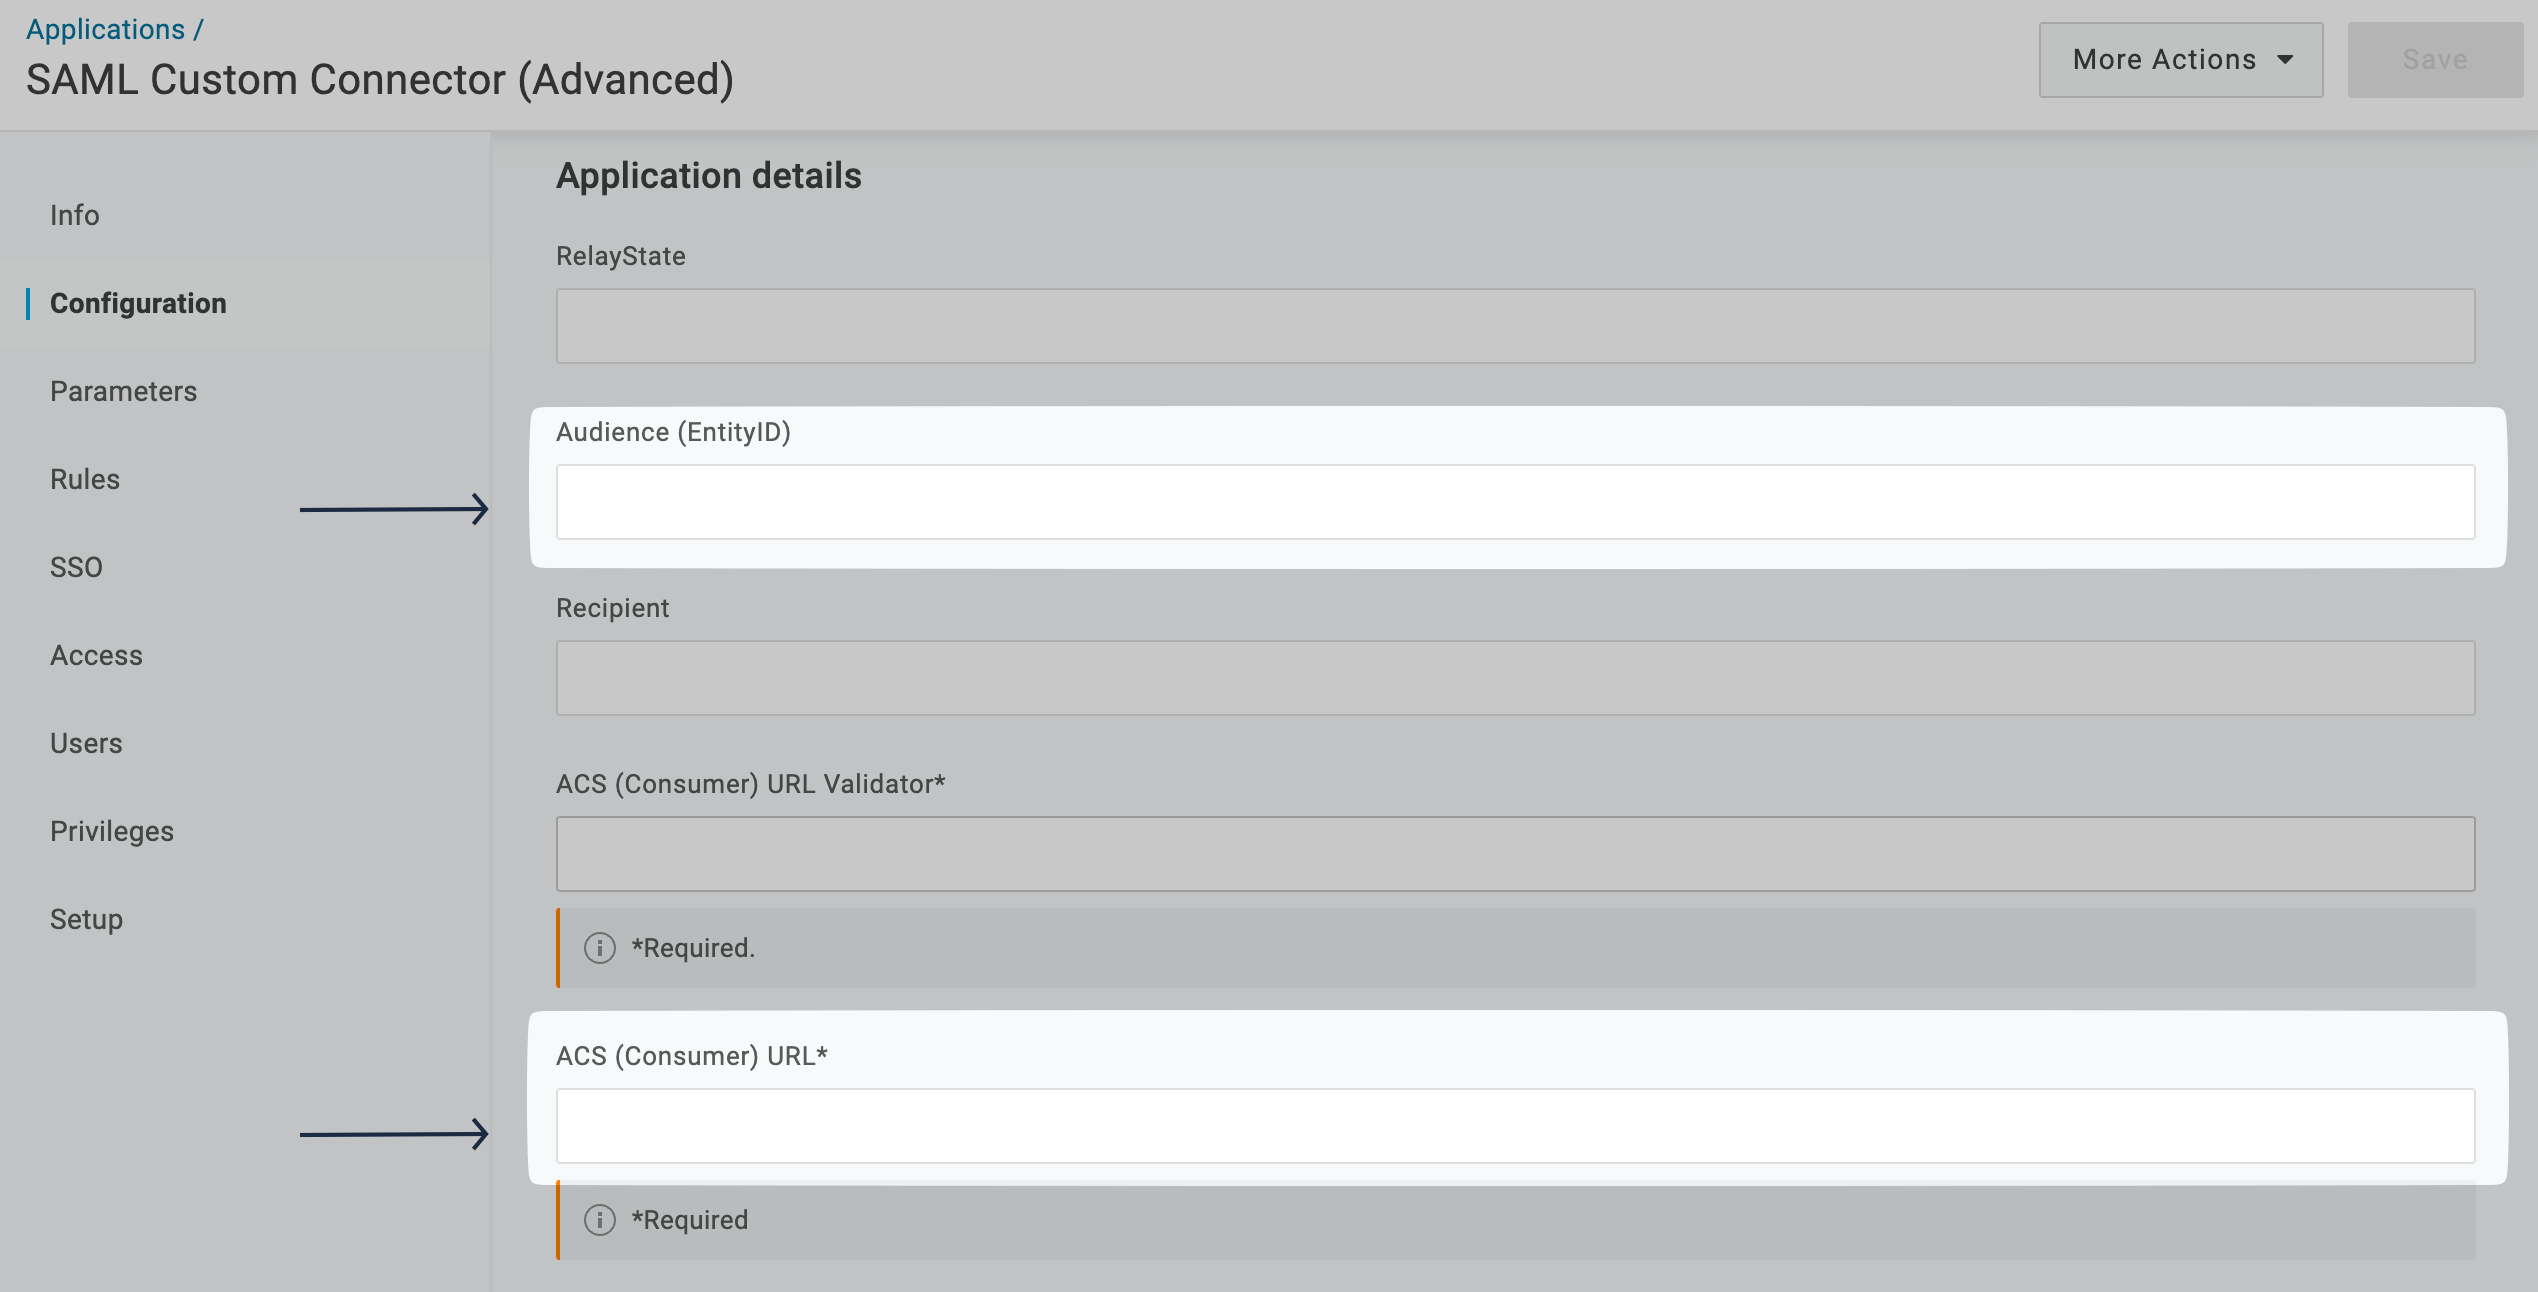 Applications /
SAML Custom Connector (Advanced)
More Actions
Save
Info
Configuration
Parameters
Rules
SSO
Access
Users
Privileges
Setup
Application details
RelayState
Audience (EntityID)
Recipient
ACS (Consumer) URL Validator*
*Required.
ACS (Consumer) URL*
*Required